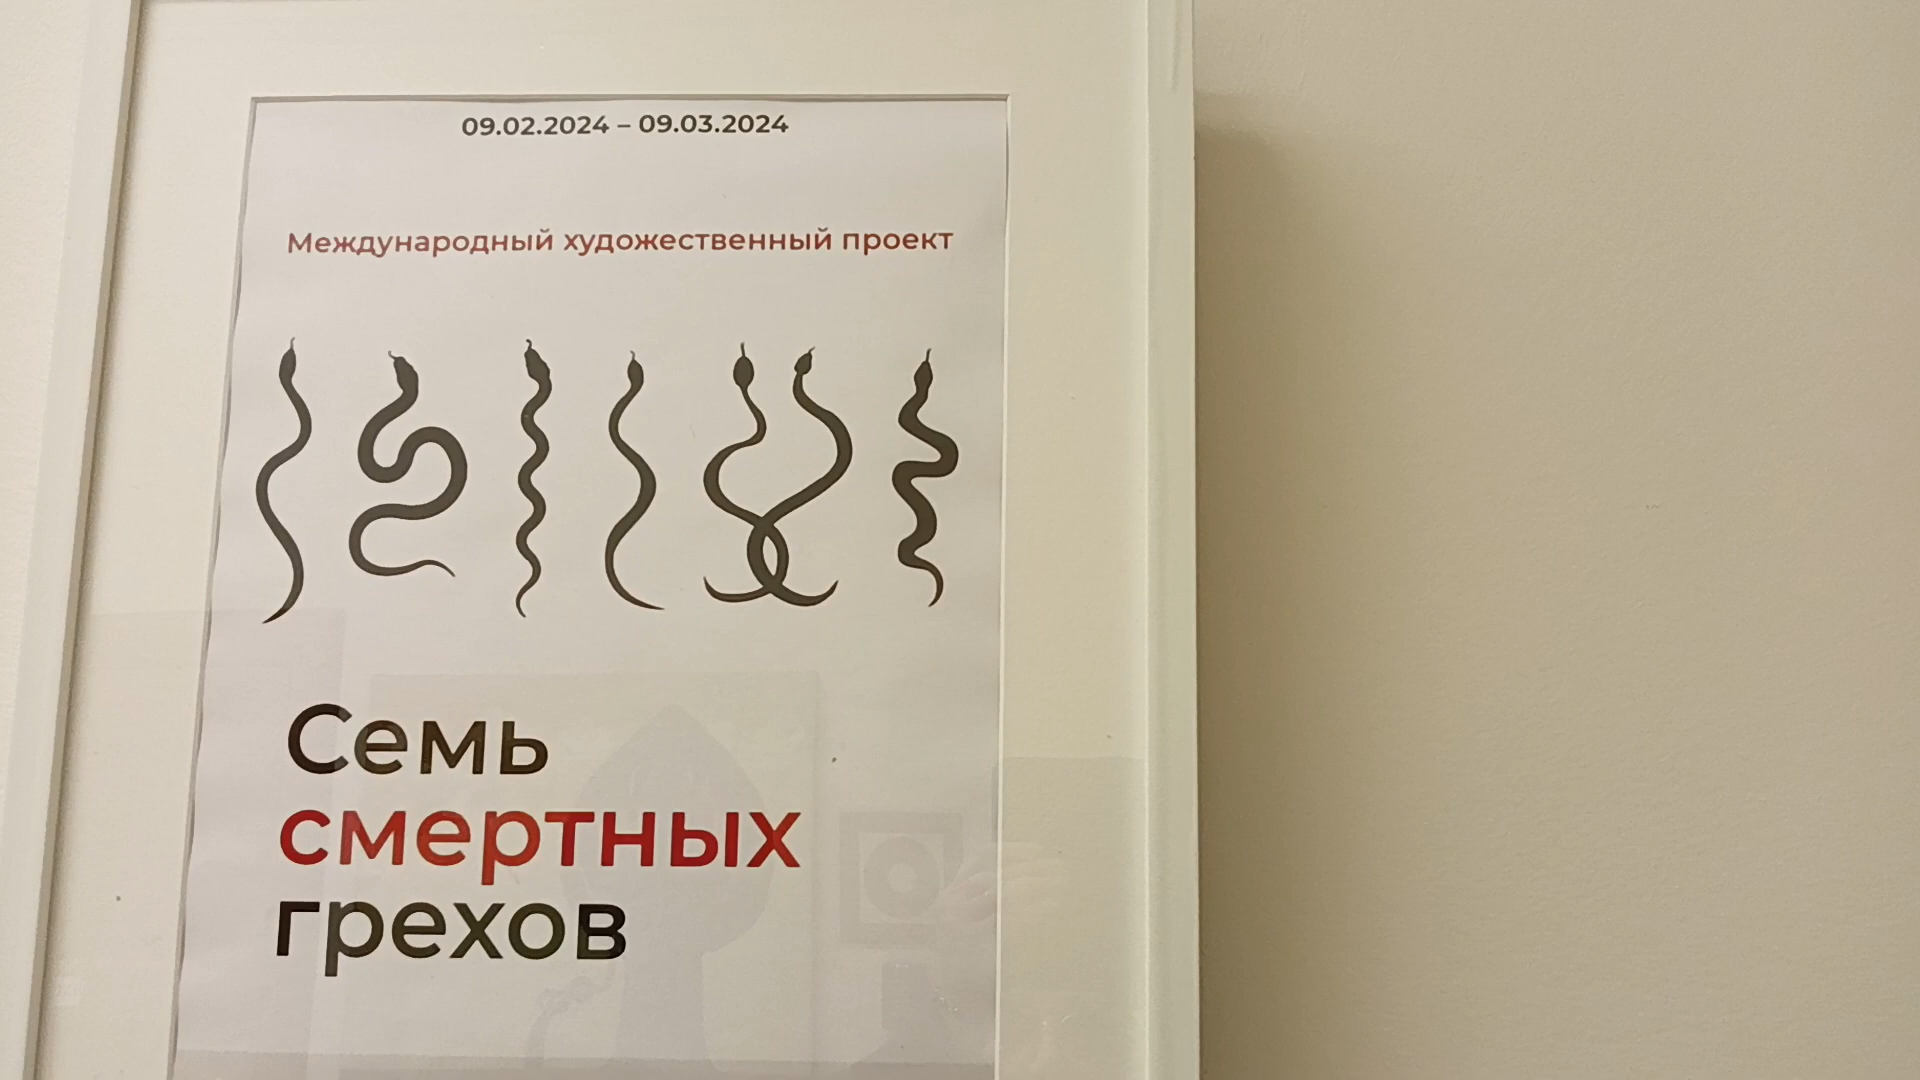 09.02.2024 – 09.03.2024
Международный художественный проект
Семь
смертных
грехов